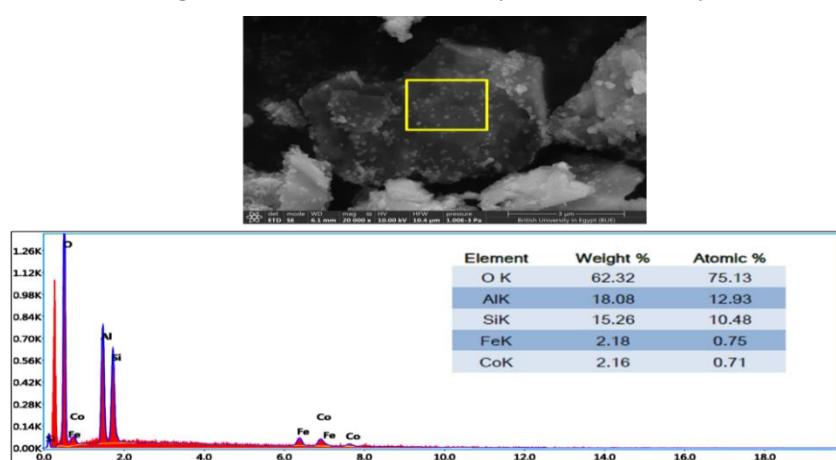 det mode WD mag HV HFW pressure
ETD SE 6.1 mm 20 000 x 10.00 kV 10.4 µm 1.00E-3 Pa
3 µm
British University in Egypt (BUE)
Element Weight % Atomic %
O K 62.32 75.13
AlK 18.08 12.93
SiK 15.26 10.48
FeK 2.18 0.75
CoK 2.16 0.71
1.26K
1.12K
0.98K
0.84K
0.70K
0.56K
0.42K
0.28K
0.14K
0.00K
O
Al
Si
Co
Fe
Fe
Co
Fe
Co
0.0 2.0 4.0 6.0 8.0 10.0 12.0 14.0 16.0 18.0